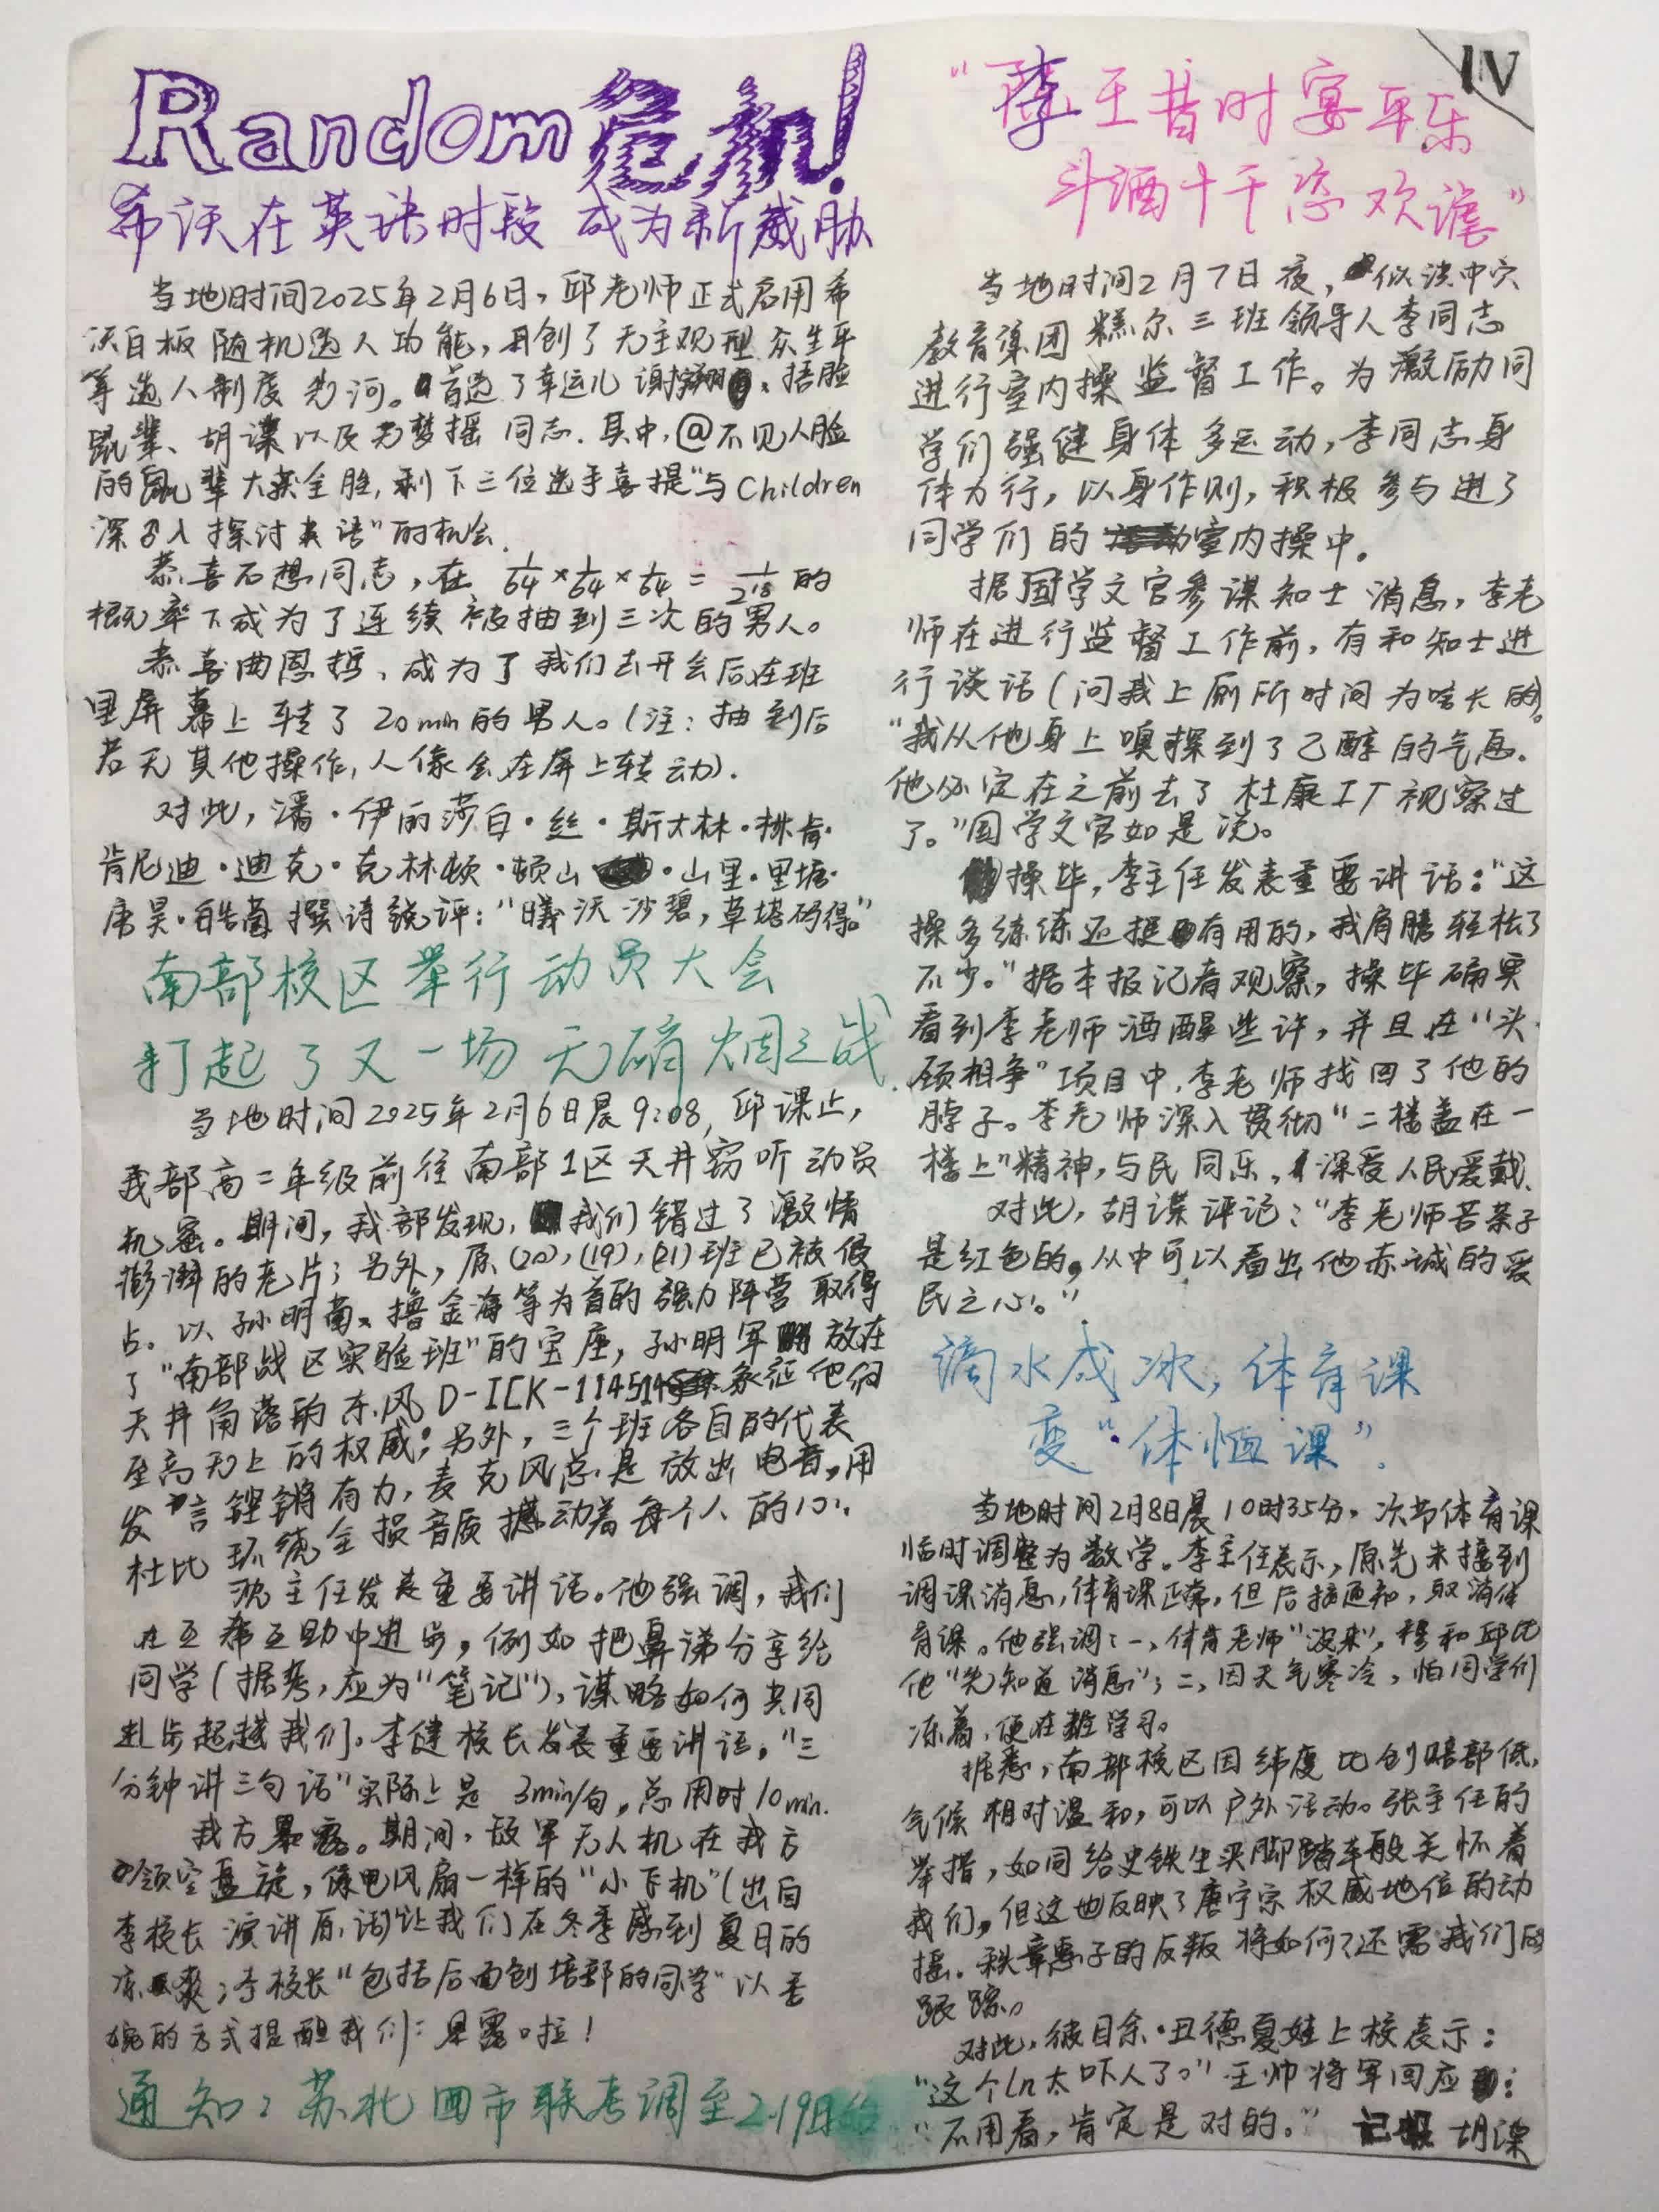 Random危机!
希沃在英语时段 成为新威胁
当地时间2025年2月6日，邱老师正式启用希
沃白板随机选人功能，开创了无主观型众生平
等选人制度先河。首选了幸运儿谢翔、捂脸
鼠辈、胡谍以及尤梦摇同志.其中,@不见人脸
的鼠辈大获全胜,剩下三位选手喜提"与Children
深入探讨英语"的机会.
恭喜石想同志，在 1/64×1/64×1/64=1/2^18 的
概率下成为了连续被抽到三次的男人。
恭喜曲恩哲，成为了我们去开会后在班
里屏幕上转了20min的男人。(注：抽到后
若无其他操作,人像会在屏上转动).
对此，潘·伊丽莎白·丝·斯大林·林肯·
肯尼迪·迪克·克林顿·顿山·山里·里塘·
唐昊·皓菌撰诗锐评："曦沃沙碧，草塔码得。"
南部校区举行动员大会
打起了又一场无硝烟之战.
当地时间2025年2月6日晨9:08,邱课止，
我部高二年级前往南部1区天井窃听动员
机密。期间，我部发现，我们错过了激情
澎湃的老片；另外，原(20),(19),(21)班已被侵
占。以孙明南、撸金海等为首的强力阵营取得
了"南部战区实验班"的宝座，孙明军放在
天井角落的东风D-ICK-114514象征他们
至高无上的权威；另外，三个班各自的代表
发言铿锵有力，麦克风总是放出电音，用
杜比环绕全损音质撼动着每个人的心.
沈主任发表重要讲话。他强调，我们
在互帮互助中进步，例如把鼻涕分享给
同学(据考，应为"笔记")，谋略如何共同
进步超越我们。李健校长发表重要讲话，"三
分钟讲三句话"实际上是3min/句，总用时10min.
我方暴露。期间，敌军无人机在我方
领空盘旋，像电风扇一样的"小飞机"(出自
李校长演讲原话)让我们在冬季感到夏日的
凉爽；李校长"包括后面创培部的同学"以委
婉的方式提醒我们：暴露啦！
通知：苏北四市联考调至2.19日始
IV
"李王昔时宴平乐
斗酒十千恣欢谑"
当地时间2月7日夜，似洪中穴
教育集团糕尔三班领导人李同志
进行室内操监督工作。为激励同
学们强健身体多运动，李同志身
体力行，以身作则，积极参与进了
同学们的室内操中。
据国学文官参谋知士消息，李老
师在进行监督工作前，有和知士进
行谈话(问我上厕所时间为啥长的)。
"我从他身上嗅探到了乙醇的气息.
他必定在之前去了杜康工厂视察过
了。"国学文官如是说。
操毕，李主任发表重要讲话："这
操多练练还挺有用的，我肩膀轻松了
不少。"据本报记者观察，操毕确实
看到李老师酒醒些许，并且在"头
颈相争"项目中，李老师找回了他的
脖子。李老师深入贯彻"二楼盖在一
楼上"精神，与民同乐，深受人民爱戴.
对此，胡谍评论："李老师苦茶子
是红色的，从中可以看出他赤诚的爱
民之心。"
滴水成冰，体育课
变"体恤课".
当地时间2月8日晨10时35分，次节体育课
临时调整为数学。李主任表示，原先未接到
调课消息，体育课正常，但后接通知，取消体
育课。他强调：一、体育老师"没来"，穆和邱比
他"先知道消息"；二、因天气寒冷，怕同学们
冻着，便在班学习。
据悉，南部校区因纬度比创培部低,
气候相对温和，可以户外活动。张主任的
举措，如同给史铁生买脚踏车般关怀着
我们，但这也反映了唐宇宗权威地位的动
摇。秩章惠子的反叛将如何？还需我们的
跟踪。
对此，彼目余·丑德夏娃上校表示：
"这个ln太吓人了。"王帅将军回应：
"不用看，肯定是对的。" 记报 胡谍